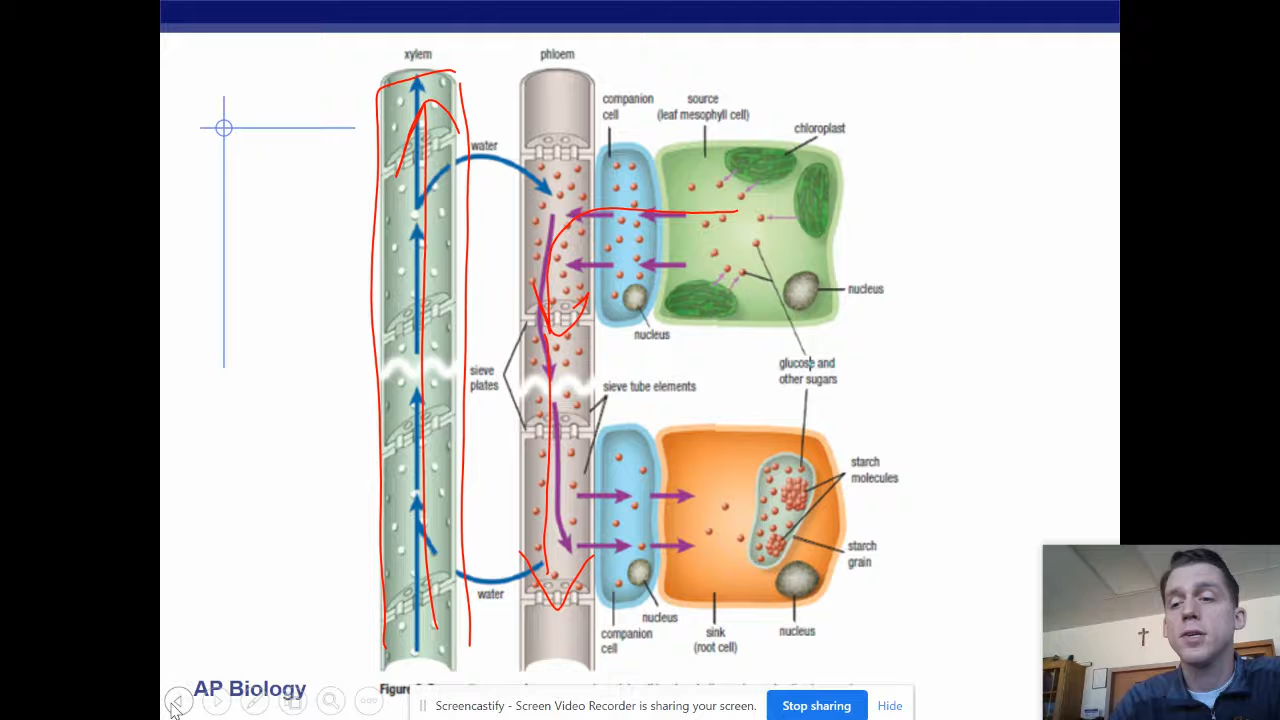 xylem
phloem
companion
cell
source
(leaf mesophyll cell)
chloroplast
water
nucleus
nucleus
glucose and
other sugars
sieve
plates
sieve tube elements
starch
molecules
starch
grain
water
nucleus
companion
cell
sink
(root cell)
nucleus
AP Biology
Screencastify - Screen Video Recorder is sharing your screen.
Stop sharing
Hide